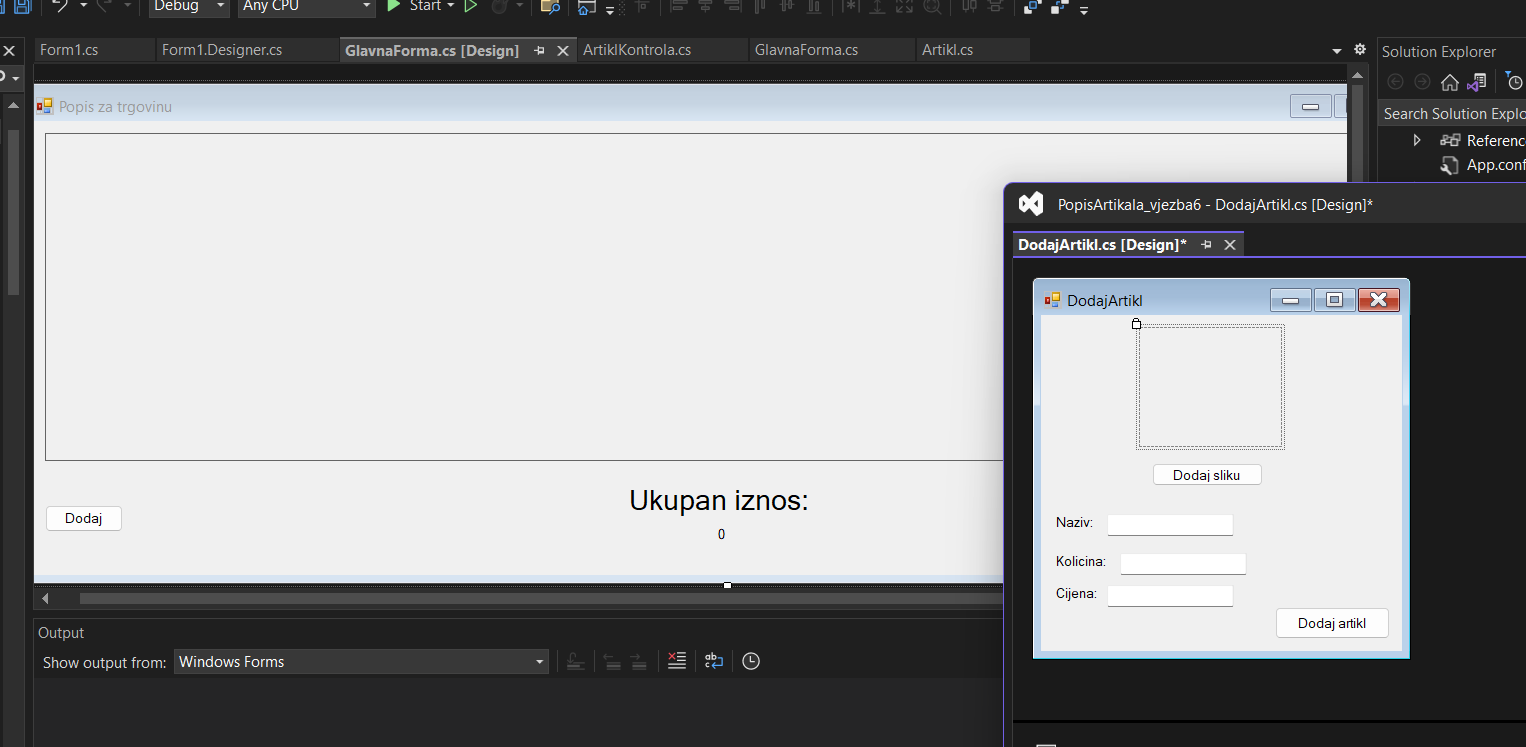 Debug
Any CPU
Start
Form1.cs
Form1.Designer.cs
GlavnaForma.cs [Design]
ArtiklKontrola.cs
GlavnaForma.cs
Artikl.cs
Solution Explorer
Popis za trgovinu
Search Solution Explo
Referenc
App.conf
PopisArtikala_vjezba6 - DodajArtikl.cs [Design]*
DodajArtikl.cs [Design]*
DodajArtikl
Dodaj sliku
Naziv:
Kolicina:
Cijena:
Dodaj artikl
Ukupan iznos:
Dodaj
0
Output
Show output from:
Windows Forms